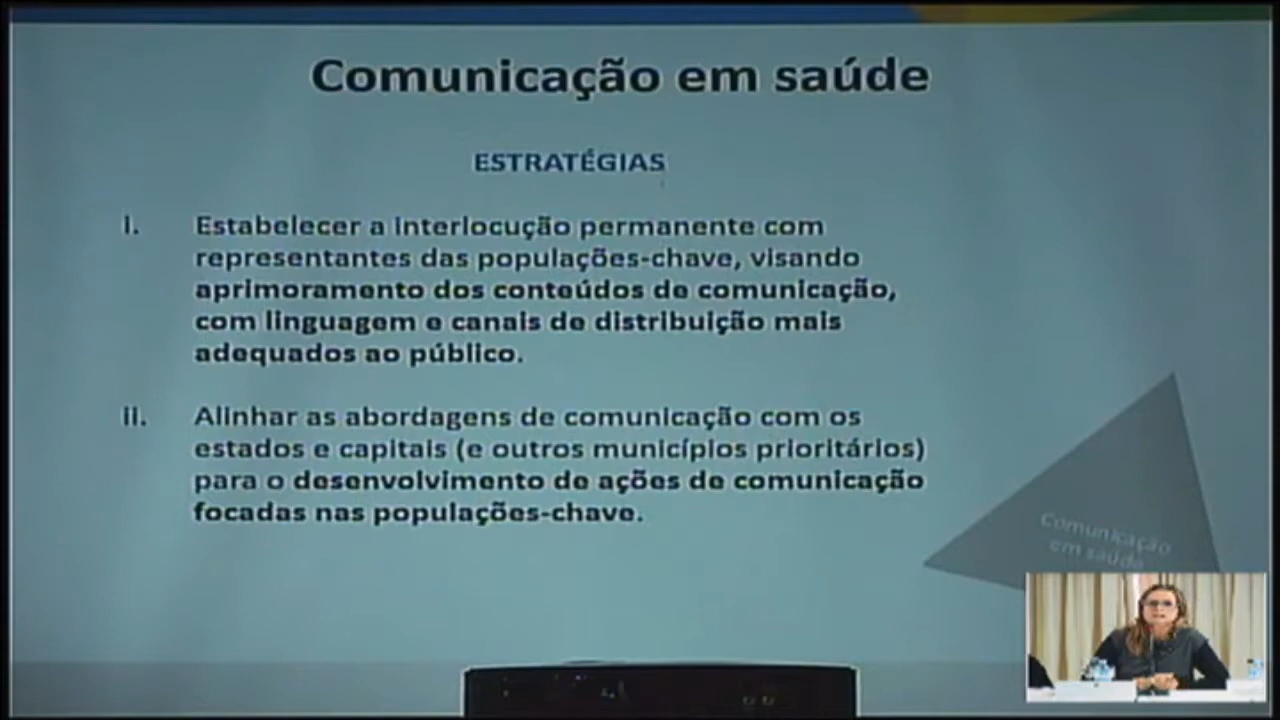 Comunicação em saúde
ESTRATÉGIAS
I. Estabelecer a interlocução permanente com
representantes das populações-chave, visando
aprimoramento dos conteúdos de comunicação,
com linguagem e canais de distribuição mais
adequados ao público.
II. Alinhar as abordagens de comunicação com os
estados e capitais (e outros municípios prioritários)
para o desenvolvimento de ações de comunicação
focadas nas populações-chave.
Comunicação
em saúde